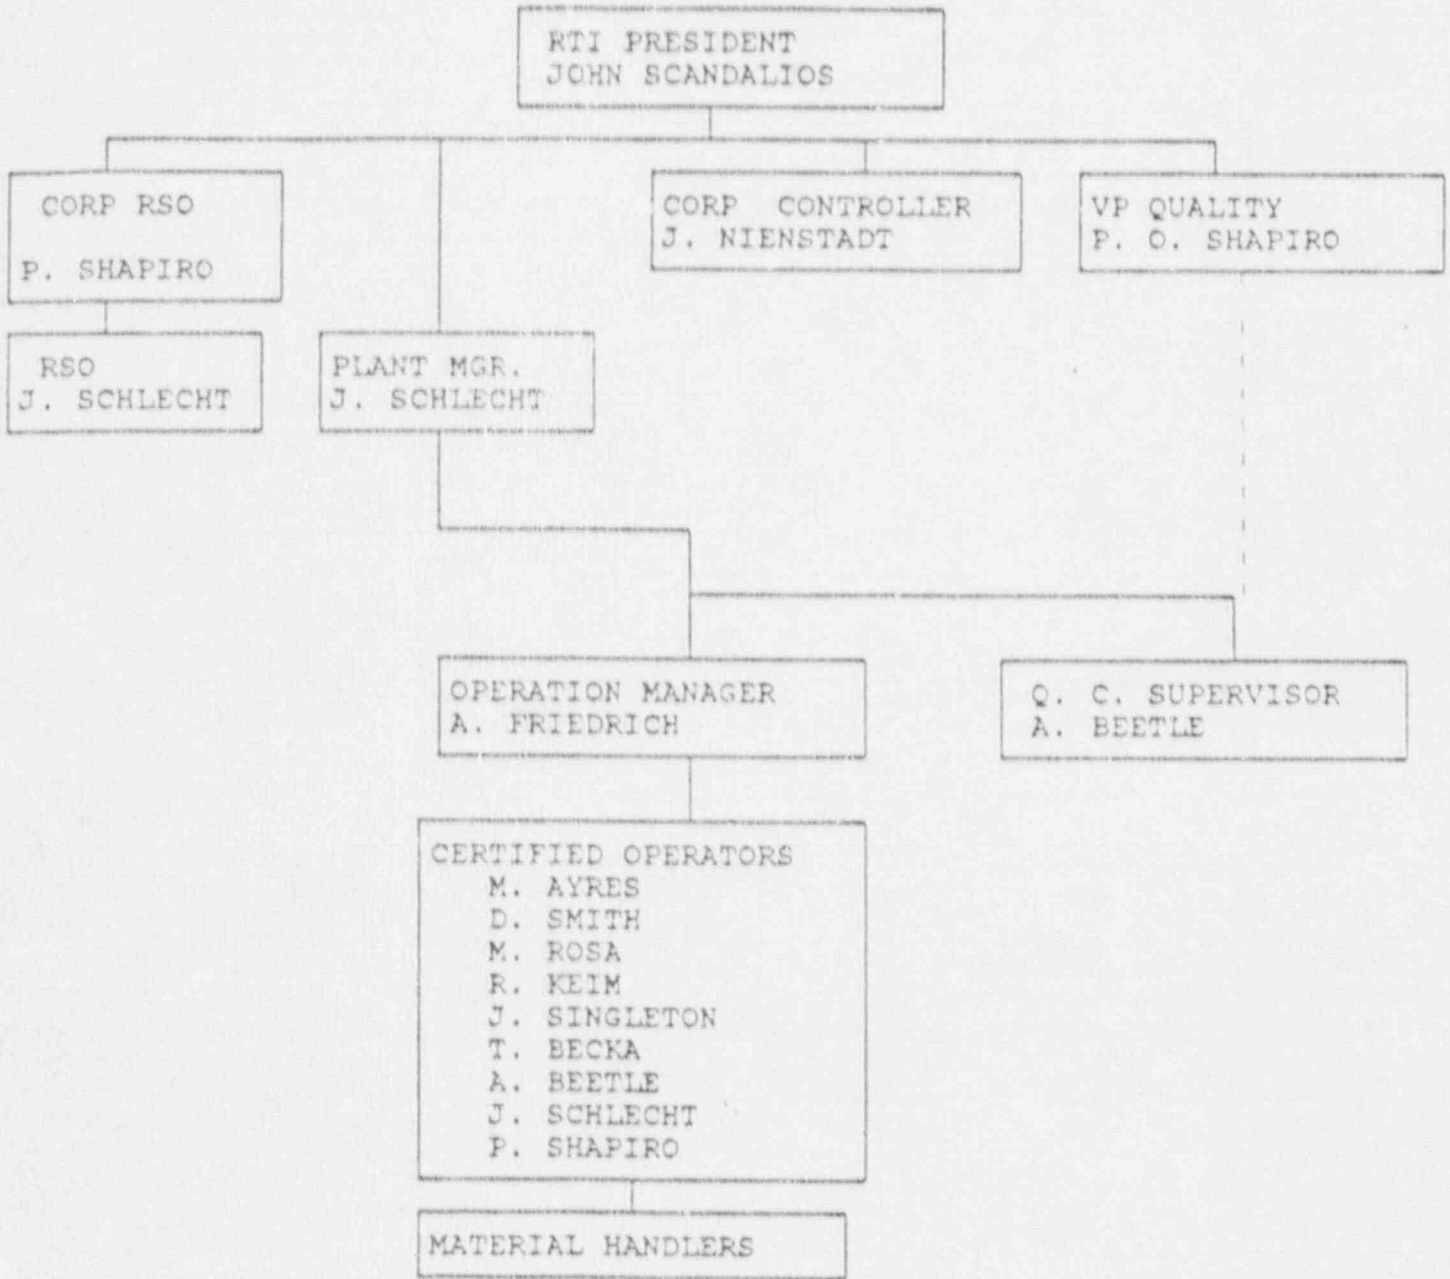 RTI PRESIDENT
JOHN SCANDALIOS
CORP RSO
P. SHAPIRO
CORP CONTROLLER
J. NIENSTADT
VP QUALITY
P. O. SHAPIRO
RSO
J. SCHLECHT
PLANT MGR.
J. SCHLECHT
OPERATION MANAGER
A. FRIEDRICH
Q. C. SUPERVISOR
A. BEETLE
CERTIFIED OPERATORS
M. AYRES
D. SMITH
M. ROSA
R. KEIM
J. SINGLETON
T. BECKA
A. BEETLE
J. SCHLECHT
P. SHAPIRO
MATERIAL HANDLERS